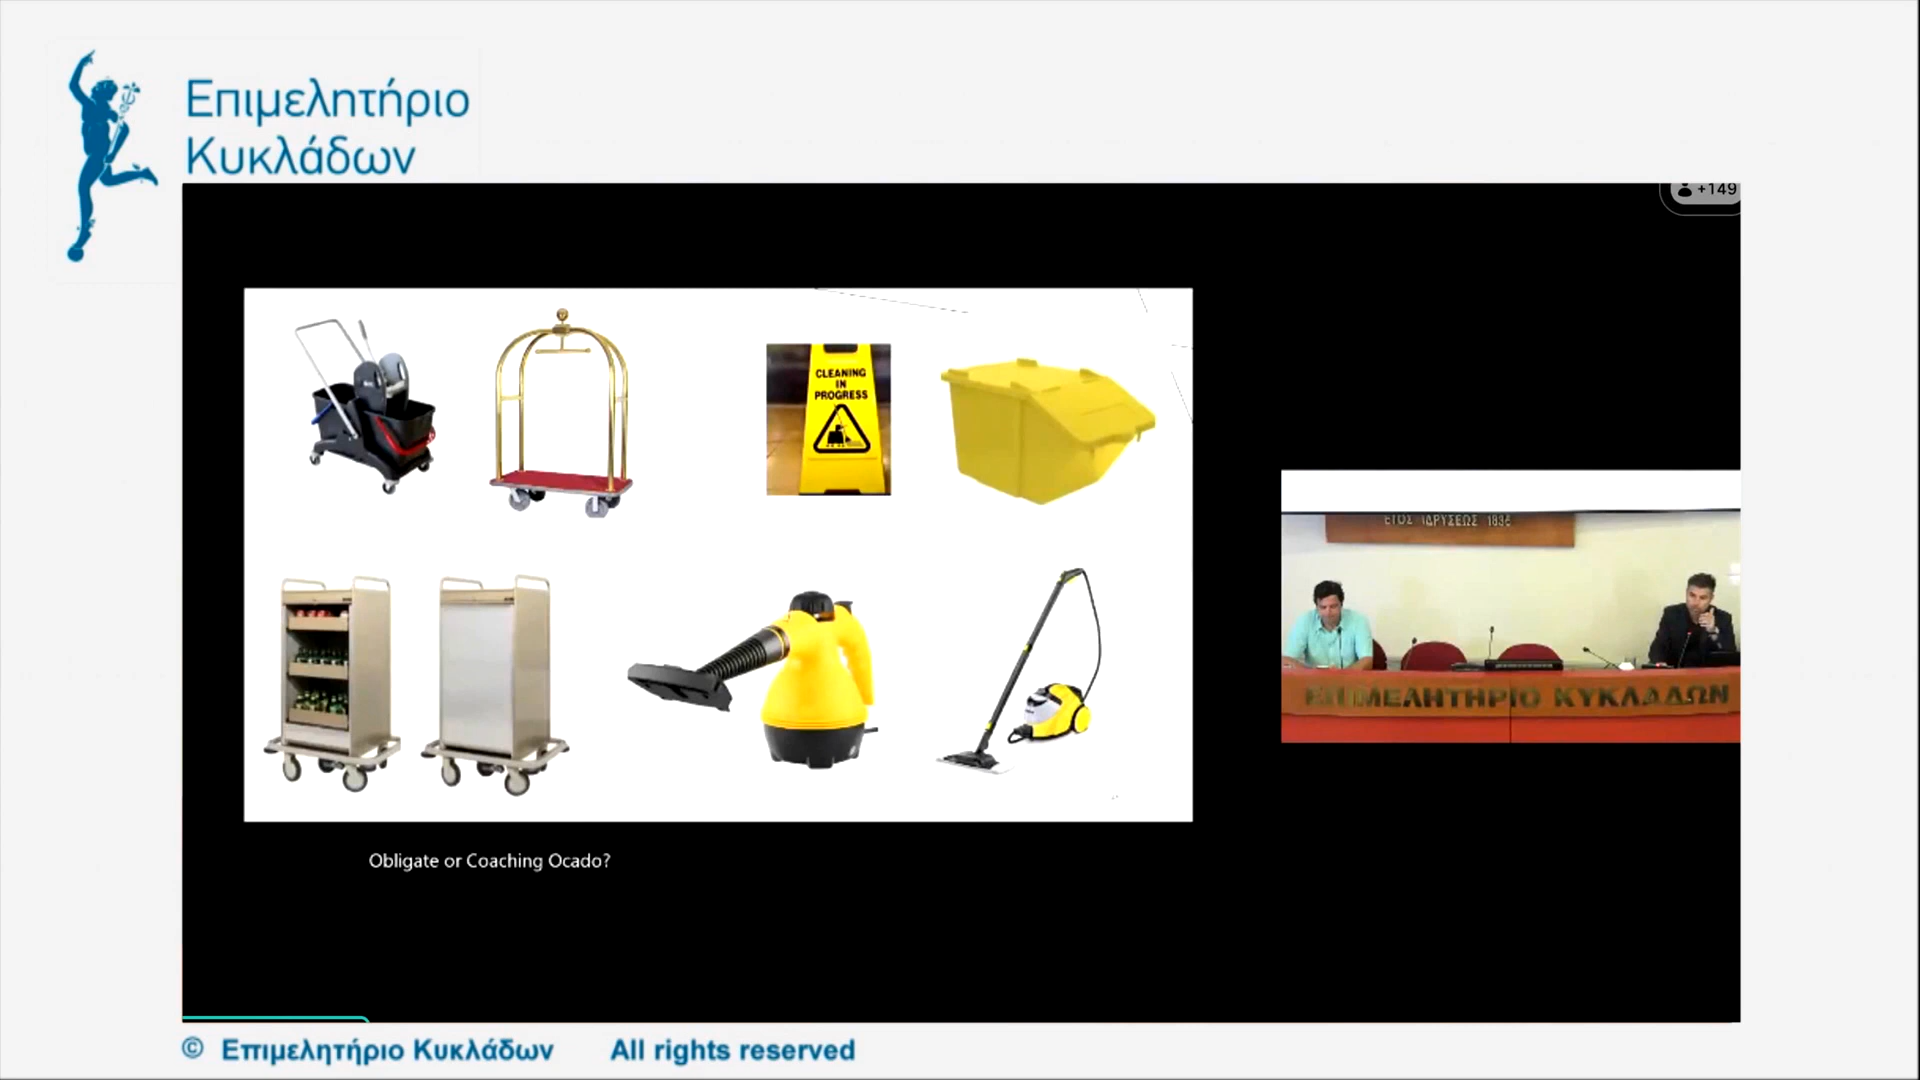 Επιμελητήριο
Κυκλάδων
+149
CLEANING
IN
PROGRESS
ΕΤΟΣ ΙΔΡΥΣΕΩΣ 1836
ΕΠΙΜΕΛΗΤΗΡΙΟ ΚΥΚΛΑΔΩΝ
Obligate or Coaching Ocado?
© Επιμελητήριο Κυκλάδων All rights reserved